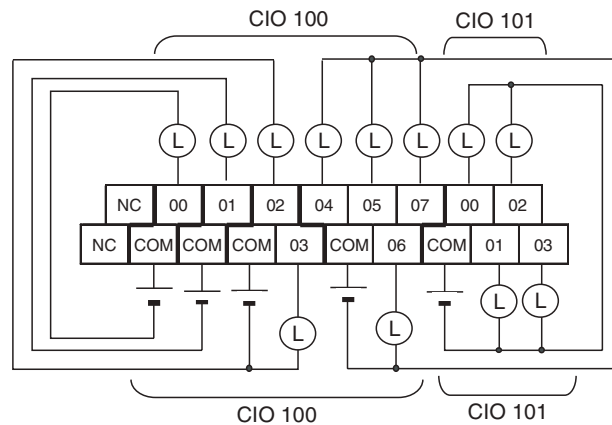 CIO 100 CIO 101
L L L L L L L L
NC 00 01 02 04 05 07 00 02
NC COM COM COM 03 COM 06 COM 01 03
L L L L
CIO 100 CIO 101